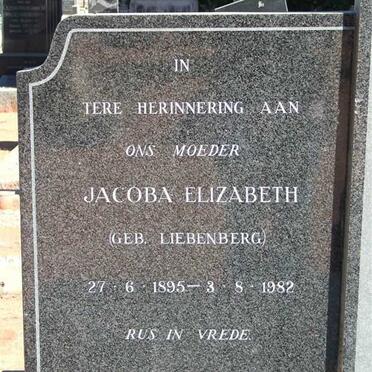 IN
TERE HERINNERING AAN
ONS MOEDER
JACOBA ELIZABETH
(GEB. LIEBENBERG)
27 · 6 · 1895 — 3 · 8 · 1982
RUS IN VREDE.